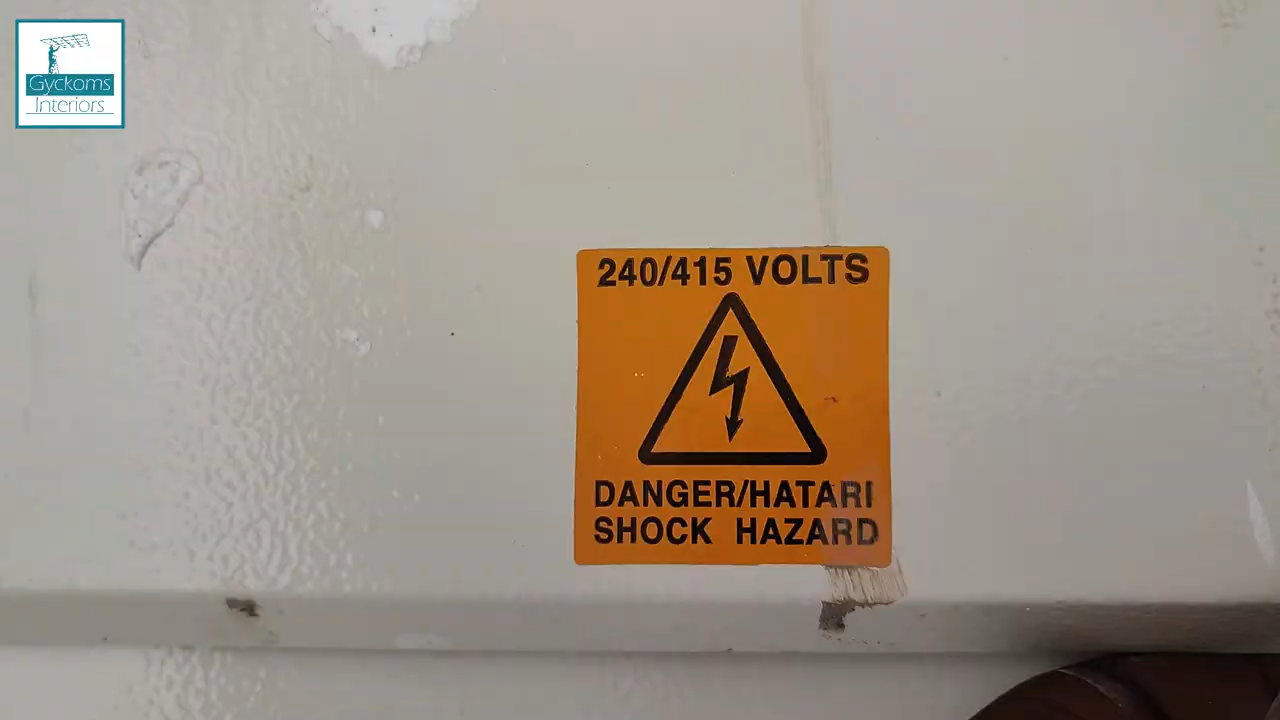 Gyckoms
Interiors
240/415 VOLTS
DANGER/HATARI
SHOCK HAZARD